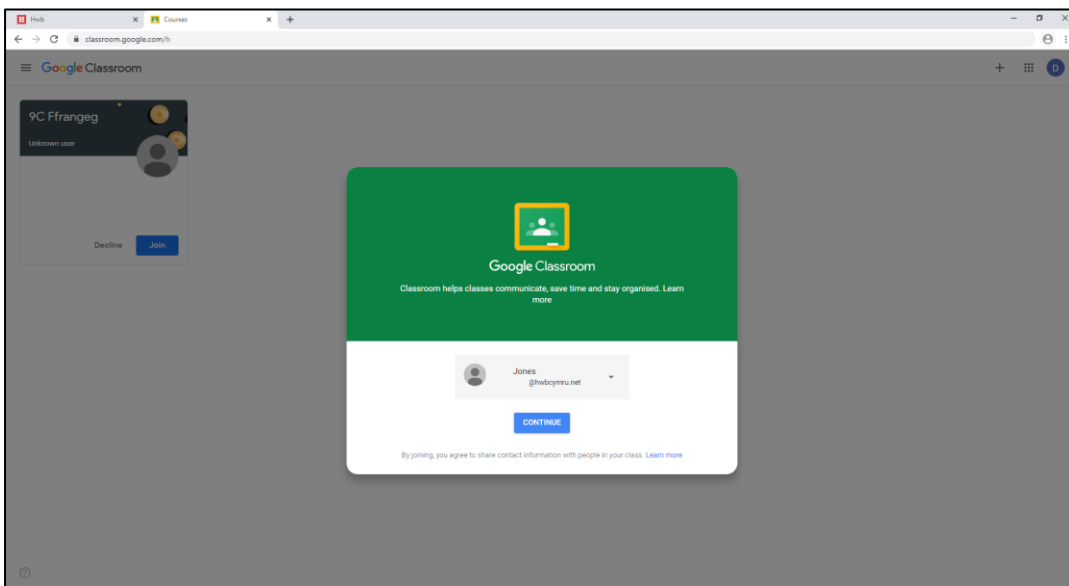 Hwb
Courses
classroom.google.com/h
Google Classroom
D
9C Ffrangeg
Unknown user
Decline
Join
Google Classroom
Classroom helps classes communicate, save time and stay organised. Learn
more
Jones
@hwbcymru.net
CONTINUE
By joining, you agree to share contact information with people in your class. Learn more